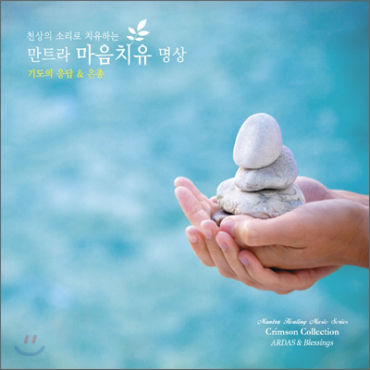 천상의 소리로 치유하는
만트라 마음치유 명상
기도의 응답 & 은총
Mantra Healing Music Series
Crimson Collection
ARDAS & Blessings